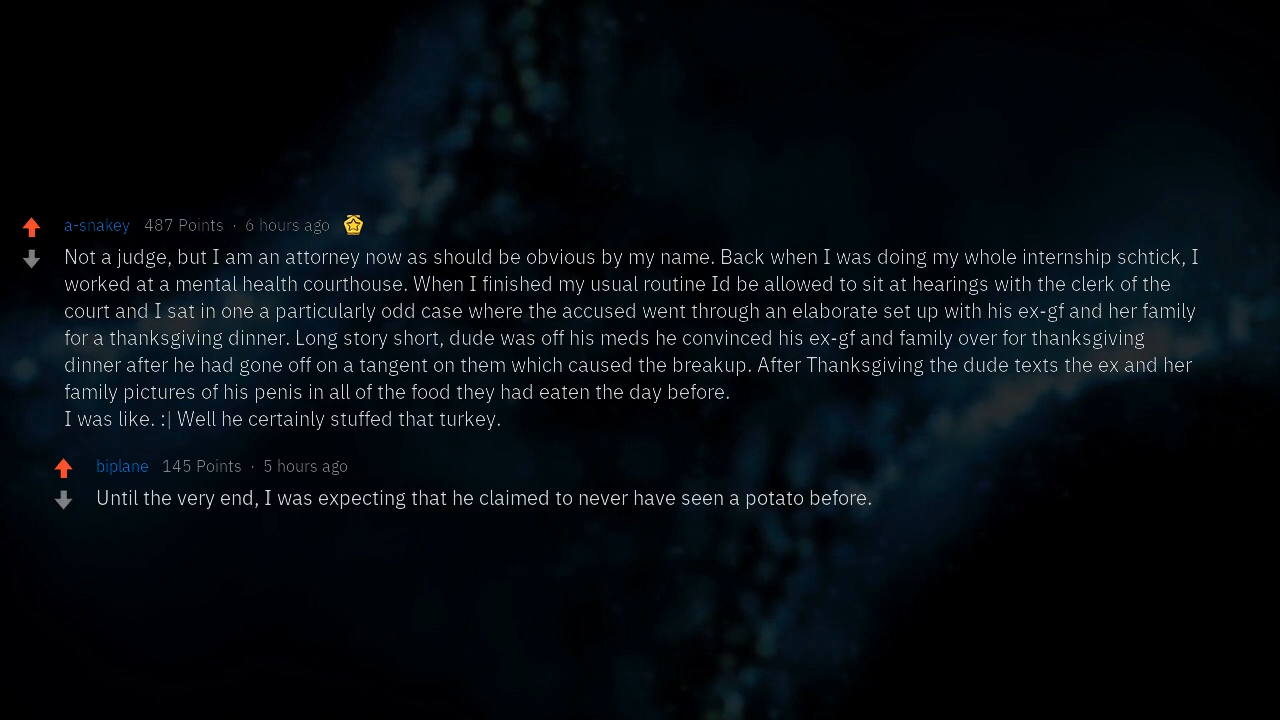 a-snakey 487 Points · 6 hours ago
Not a judge, but I am an attorney now as should be obvious by my name. Back when I was doing my whole internship schtick, I
worked at a mental health courthouse. When I finished my usual routine Id be allowed to sit at hearings with the clerk of the
court and I sat in one a particularly odd case where the accused went through an elaborate set up with his ex-gf and her family
for a thanksgiving dinner. Long story short, dude was off his meds he convinced his ex-gf and family over for thanksgiving
dinner after he had gone off on a tangent on them which caused the breakup. After Thanksgiving the dude texts the ex and her
family pictures of his penis in all of the food they had eaten the day before.
I was like. :| Well he certainly stuffed that turkey.
biplane 145 Points · 5 hours ago
Until the very end, I was expecting that he claimed to never have seen a potato before.